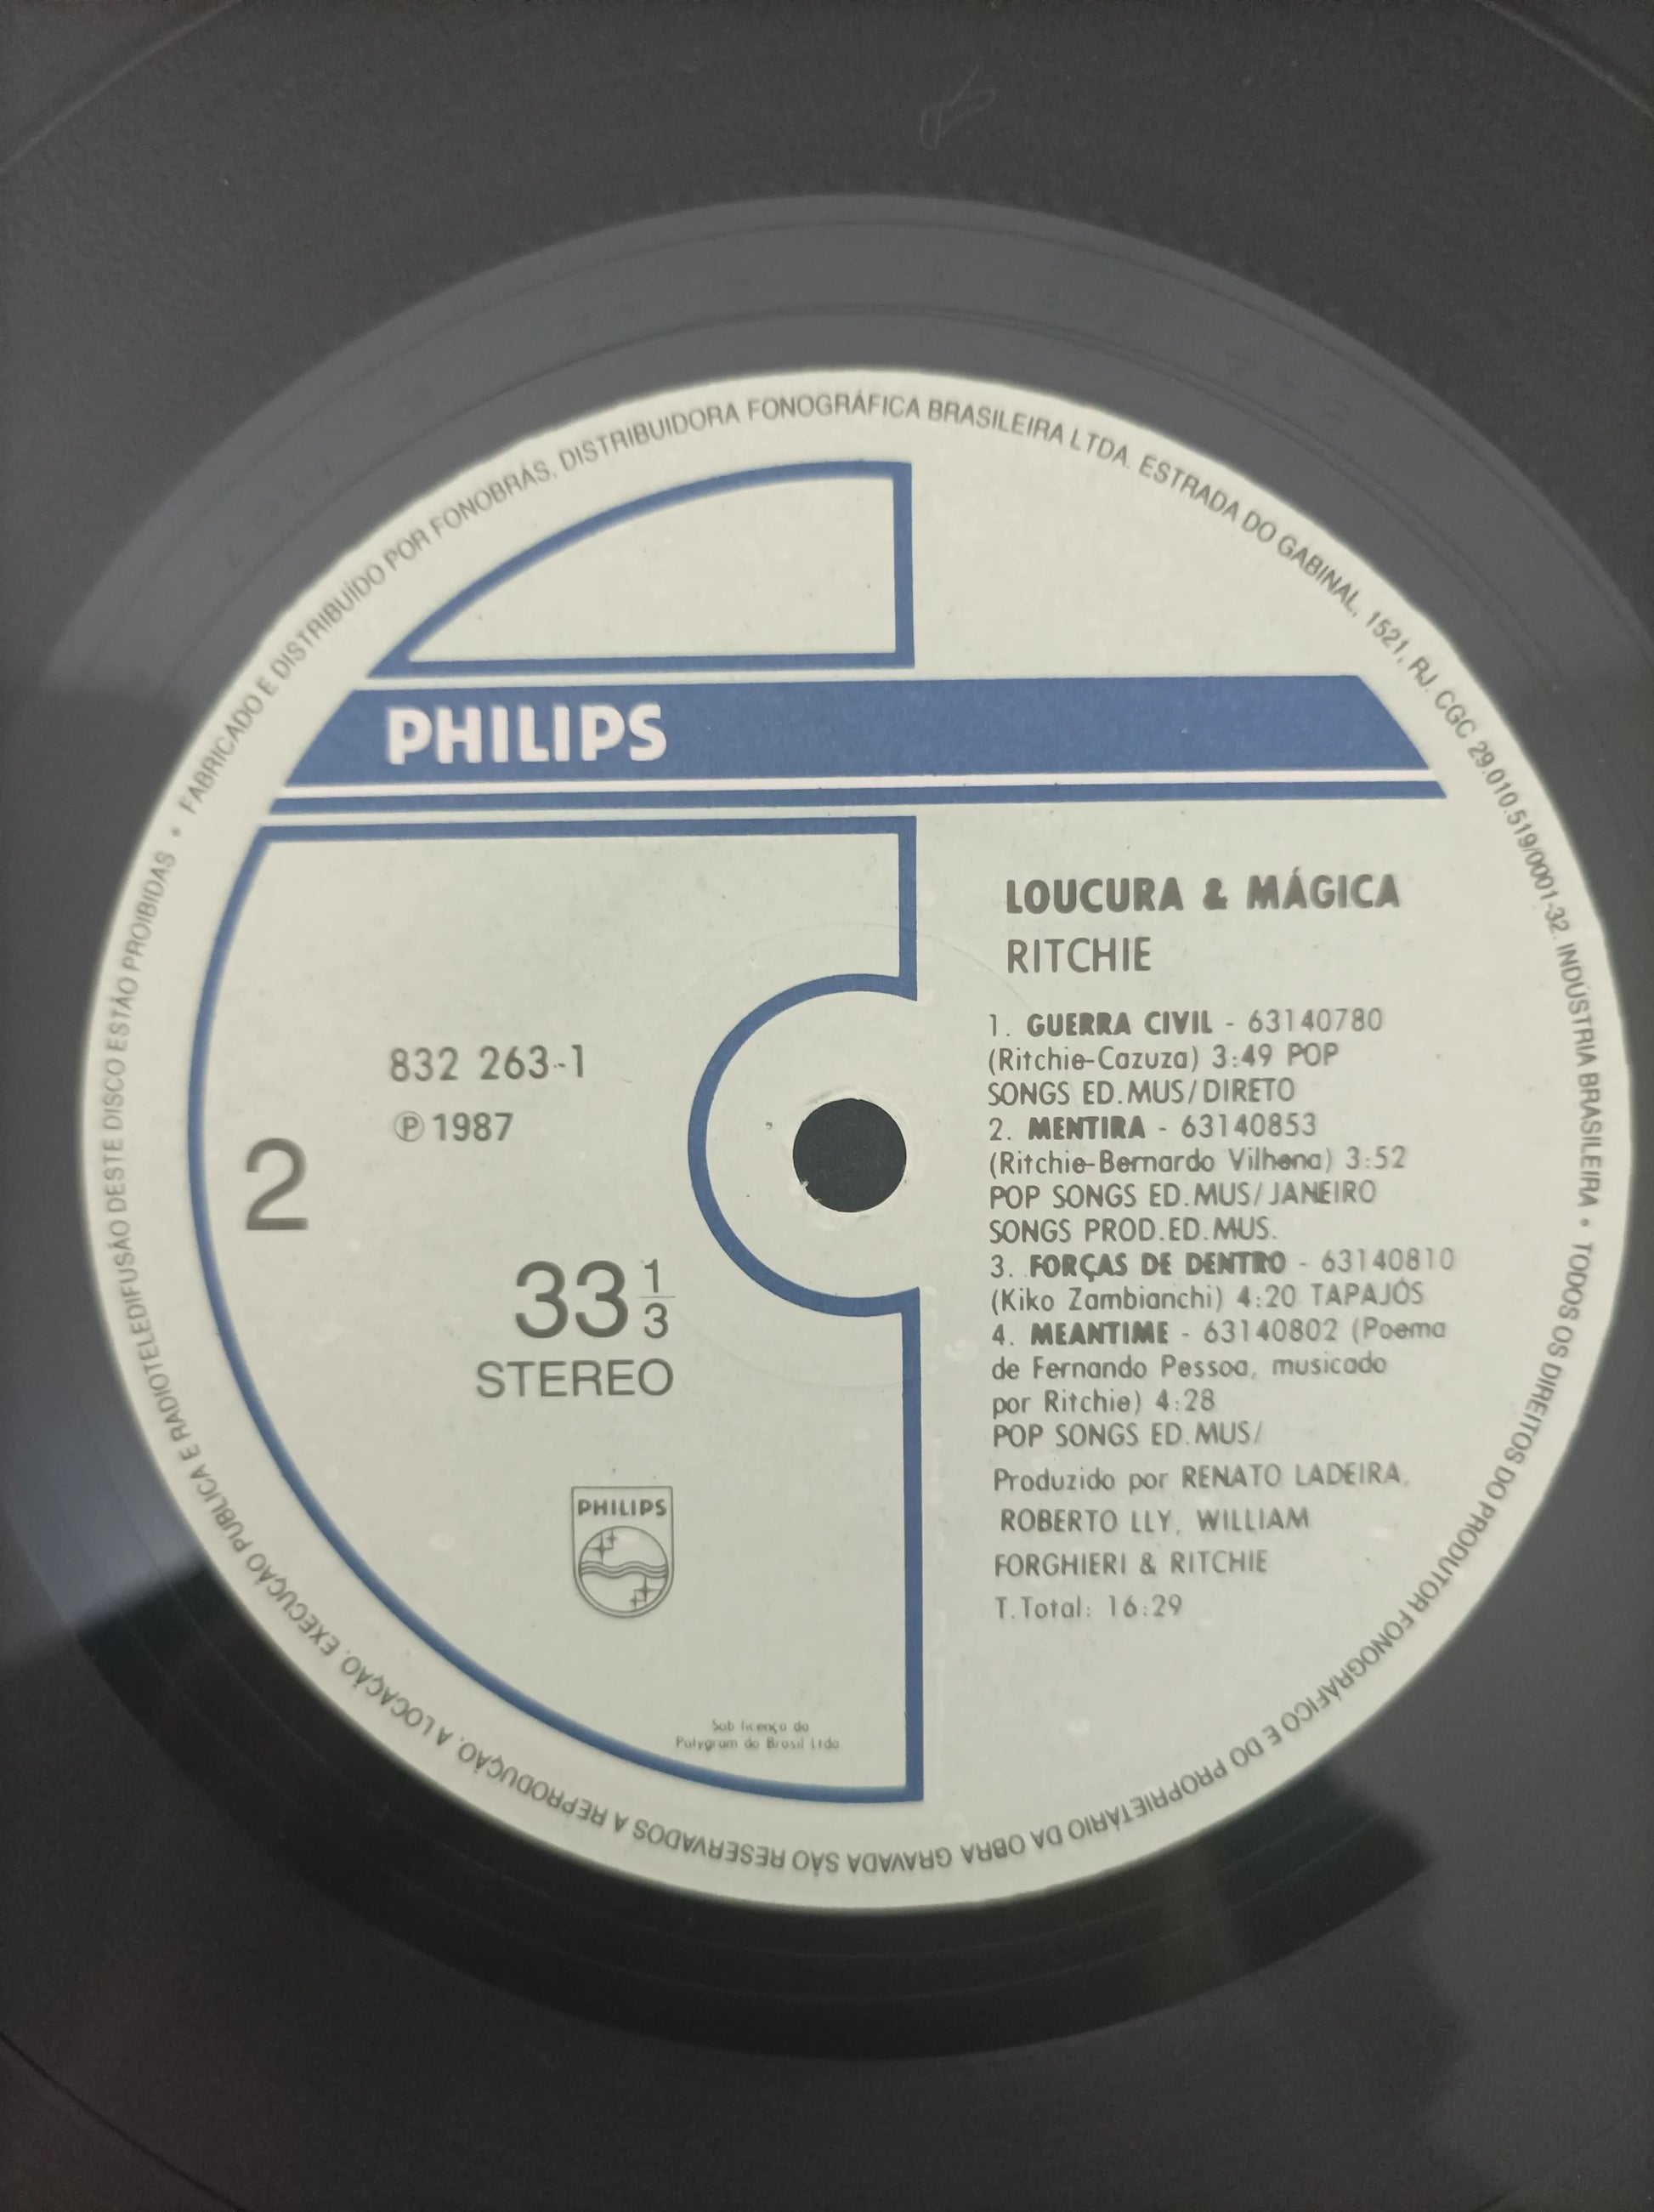 FABRICADO E DISTRIBUÍDO POR FONOBRÁS. DISTRIBUIDORA FONOGRÁFICA BRASILEIRA LTDA. ESTRADA DO GABINAL, 1521, RJ. CGC 29.010.519/0001-32. INDÚSTRIA BRASILEIRA •
TODOS OS DIREITOS DO PRODUTOR FONOGRÁFICO E DO PROPRIETÁRIO DA OBRA GRAVADA SÃO RESERVADOS A REPRODUÇÃO. A LOCAÇÃO. EXECUÇÃO PÚBLICA E RADIOTELEDIFUSÃO DESTE DISCO ESTÃO PROIBIDAS •
PHILIPS
832 263-1
℗ 1987
2
33 1/3
STEREO
PHILIPS
Sob licença da
Polygram do Brasil Ltda
LOUCURA & MÁGICA
RITCHIE
1. GUERRA CIVIL - 63140780
(Ritchie-Cazuza) 3:49 POP
SONGS ED.MUS/DIRETO
2. MENTIRA - 63140853
(Ritchie-Bernardo Vilhena) 3:52
POP SONGS ED.MUS/JANEIRO
SONGS PROD.ED.MUS.
3. FORÇAS DE DENTRO - 63140810
(Kiko Zambianchi) 4:20 TAPAJÓS
4. MEANTIME - 63140802 (Poema
de Fernando Pessoa, musicado
por Ritchie) 4:28
POP SONGS ED.MUS/
Produzido por RENATO LADEIRA,
ROBERTO LLY, WILLIAM
FORGHIERI & RITCHIE
T.Total: 16:29